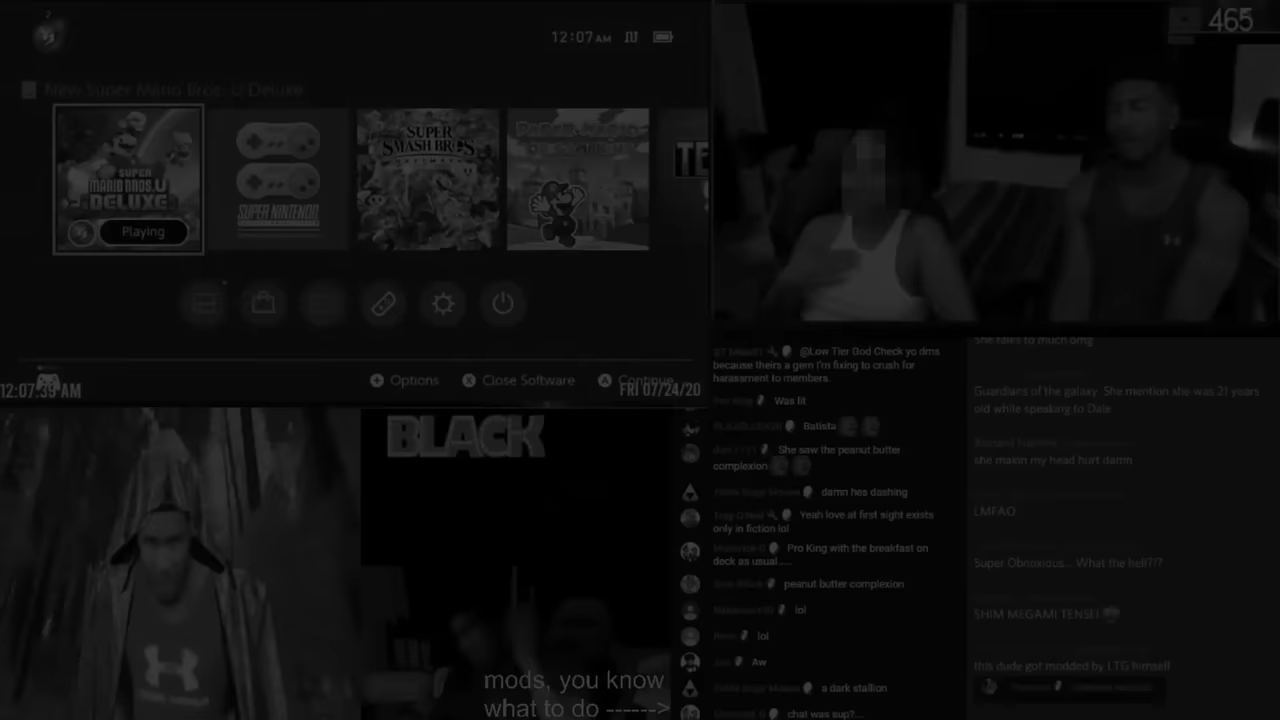 12:07 AM
New Super Mario Bros. U Deluxe
SUPER
MARIO BROS. U
DELUXE
Playing
SUPER NINTENDO
SUPER
SMASH BROS
ULTIMATE
PAPER MARIO
TE
Options
Close Software
Continue
12:07:39 AM
FRI 07/24/20
465
BLACK
mods, you know
what to do ------>
@Low Tier God Check yo dms
because theirs a gem I'm fixing to crush for
harassment to members.
Was lit
Batista
She saw the peanut butter
complexion
damn hes dashing
Yeah love at first sight exists
only in fiction lol
Pro King with the breakfast on
deck as usual.....
peanut butter complexion
lol
lol
Aw
a dark stallion
chat was sup?...
She talks to much omg
Guardians of the galaxy. She mention she was 21 years
old while speaking to Dale
she makin my head hurt damn
LMFAO
Super Obnoxious... What the hell?!?
SHIM MEGAMI TENSEI
this dude got modded by LTG himself